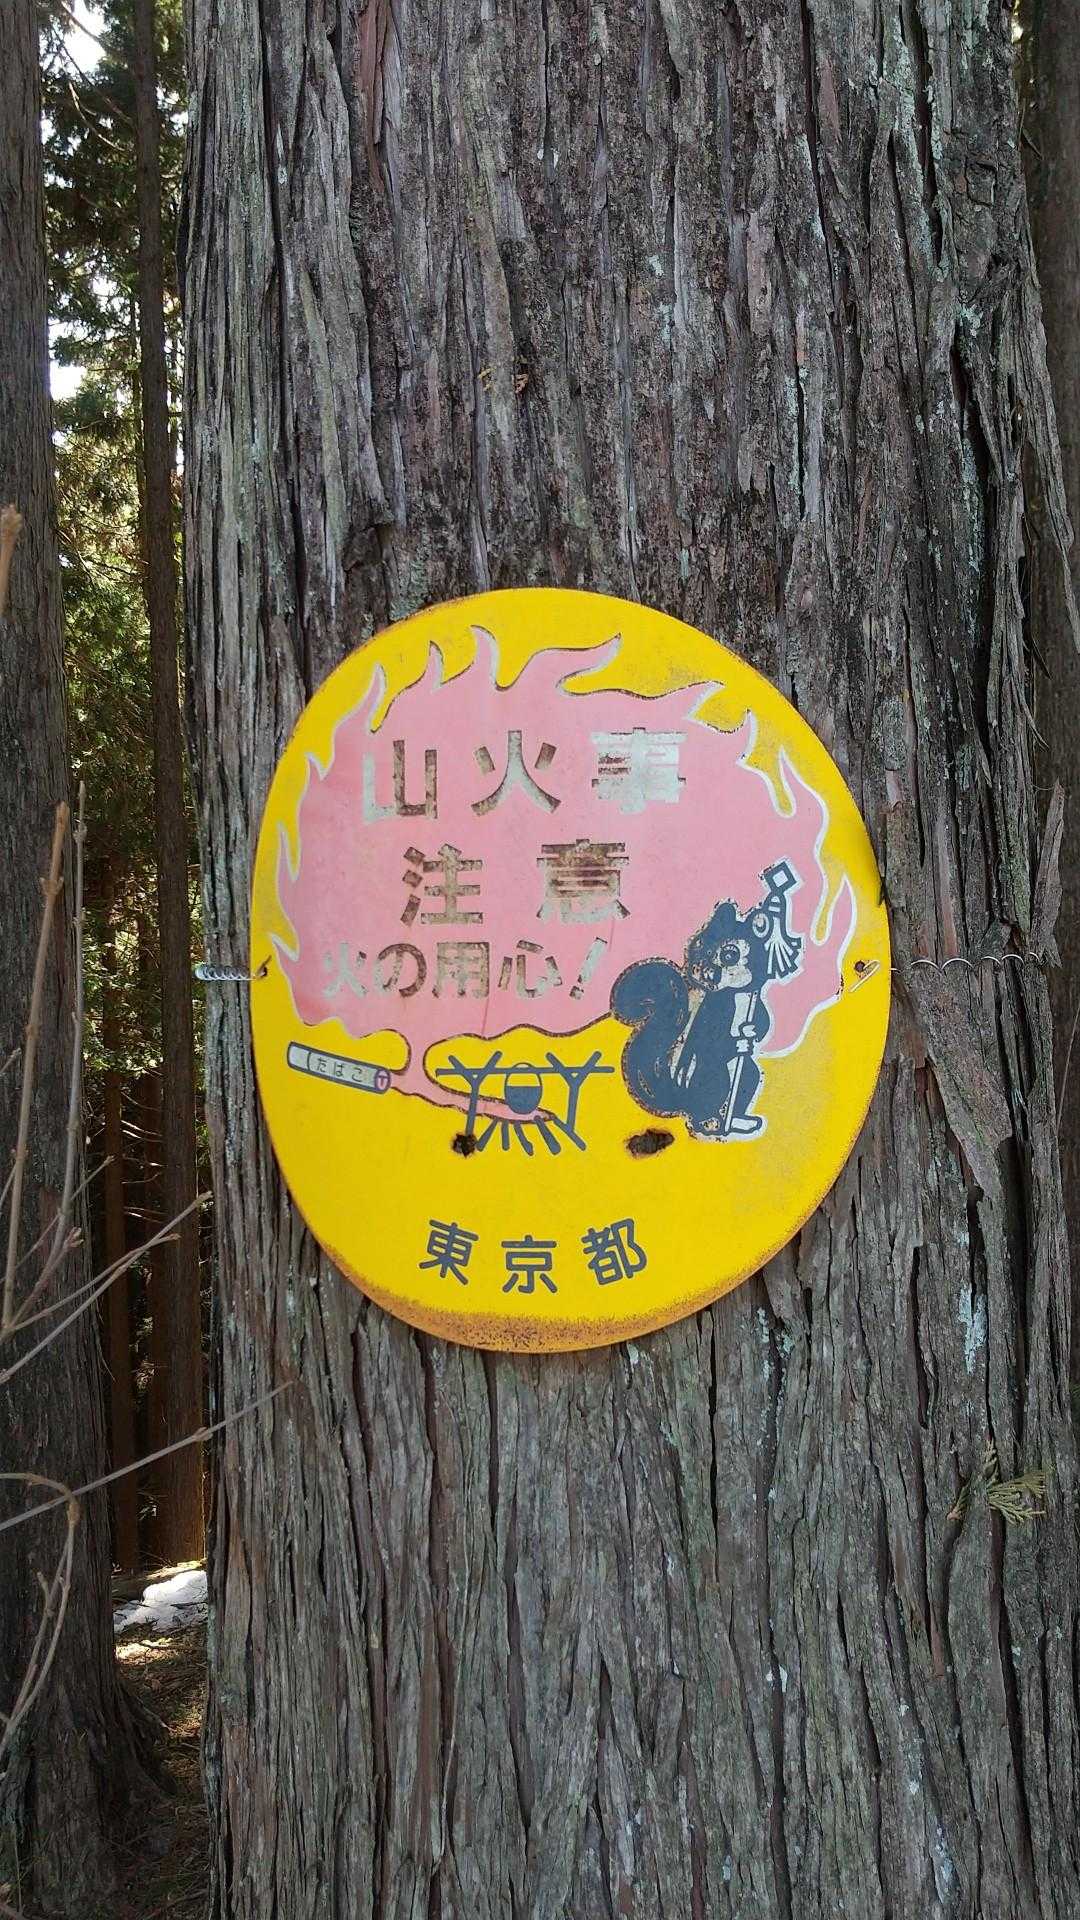 山火事
注意
火の用心!
たばこ
東京都